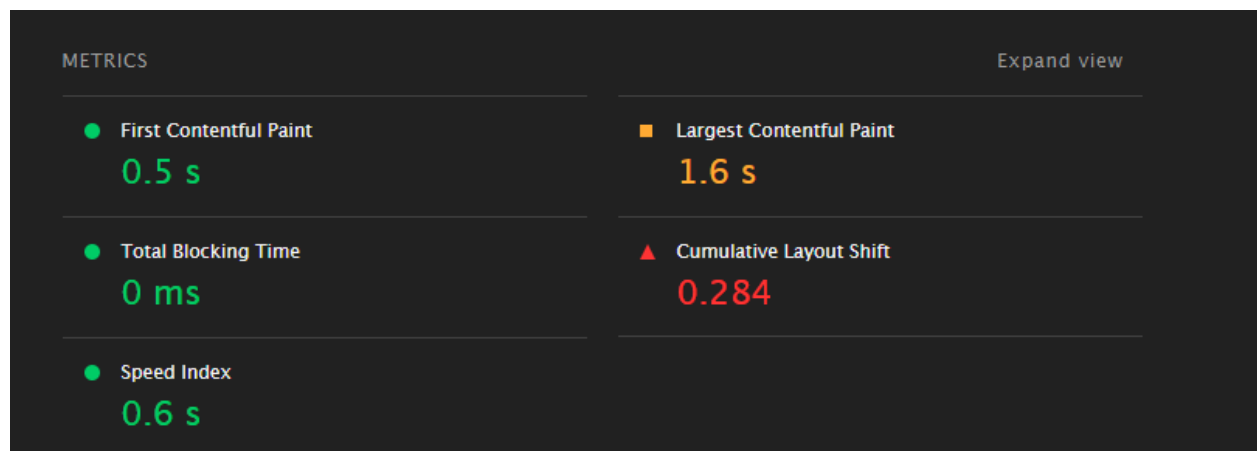 METRICS
Expand view
First Contentful Paint
0.5 s
Largest Contentful Paint
1.6 s
Total Blocking Time
0 ms
Cumulative Layout Shift
0.284
Speed Index
0.6 s